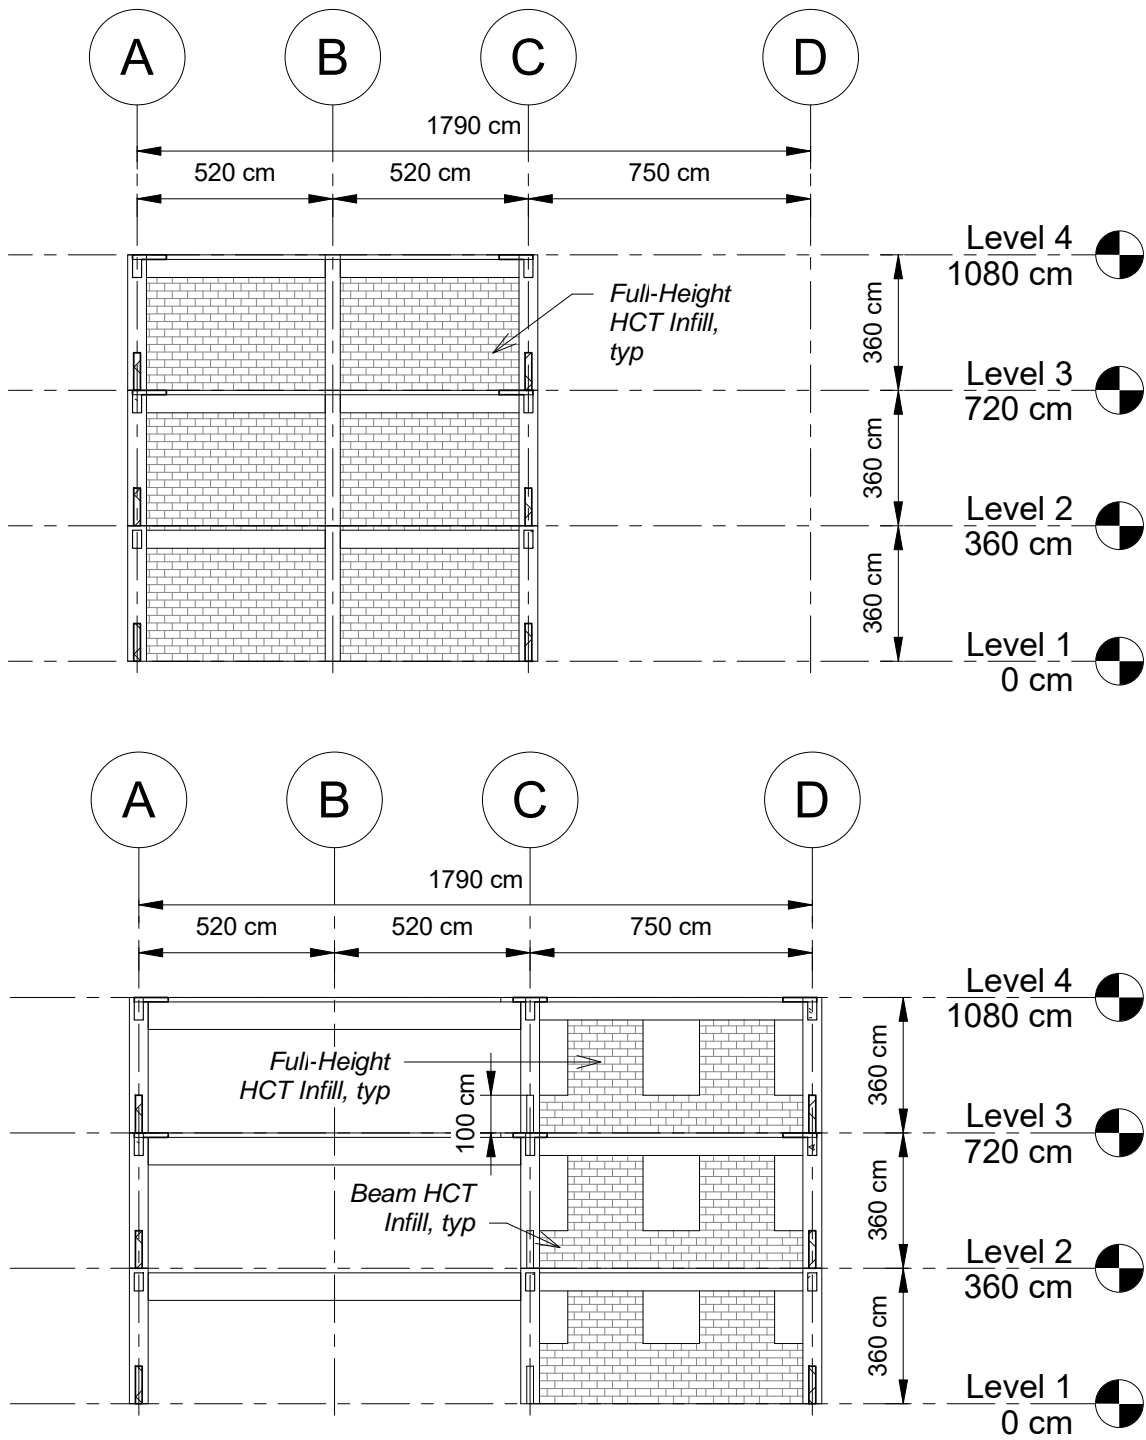 A B C D
1790 cm
520 cm 520 cm 750 cm
Level 4
1080 cm
Full-Height
HCT Infill,
typ
360 cm
Level 3
720 cm
360 cm
Level 2
360 cm
360 cm
Level 1
0 cm
A B C D
1790 cm
520 cm 520 cm 750 cm
Level 4
1080 cm
Full-Height
HCT Infill, typ
100 cm
360 cm
Level 3
720 cm
Beam HCT
Infill, typ
360 cm
Level 2
360 cm
360 cm
Level 1
0 cm